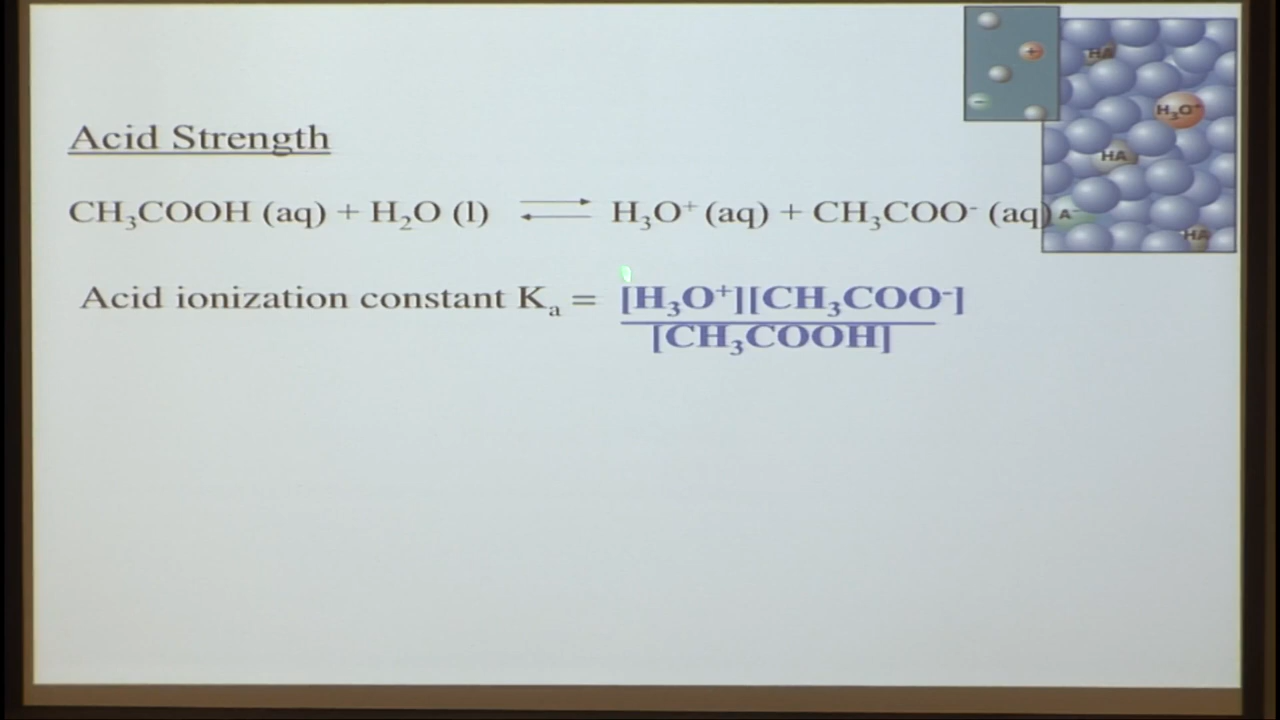 Acid Strength
CH₃COOH (aq) + H₂O (l) ⇌ H₃O⁺ (aq) + CH₃COO⁻ (aq)
Acid ionization constant Kₐ = [H₃O⁺][CH₃COO⁻]
[CH₃COOH]
+
−
HA
H₃O⁺
HA
A⁻
HA